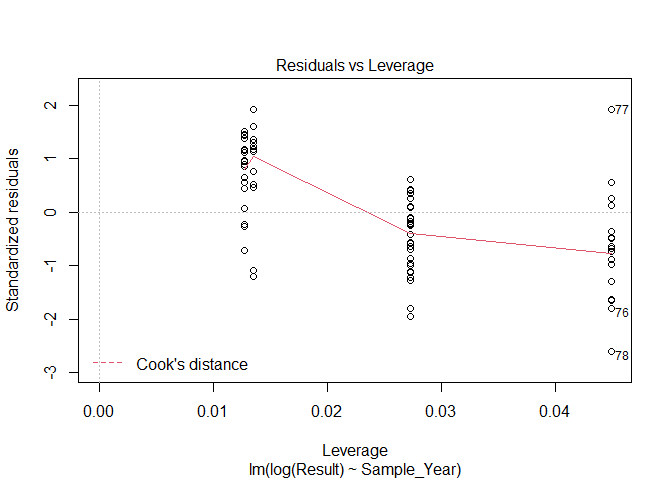 Residuals vs Leverage
Standardized residuals
2
1
0
-1
-2
-3
77
76
78
Cook's distance
0.00 0.01 0.02 0.03 0.04
Leverage
lm(log(Result) ~ Sample_Year)